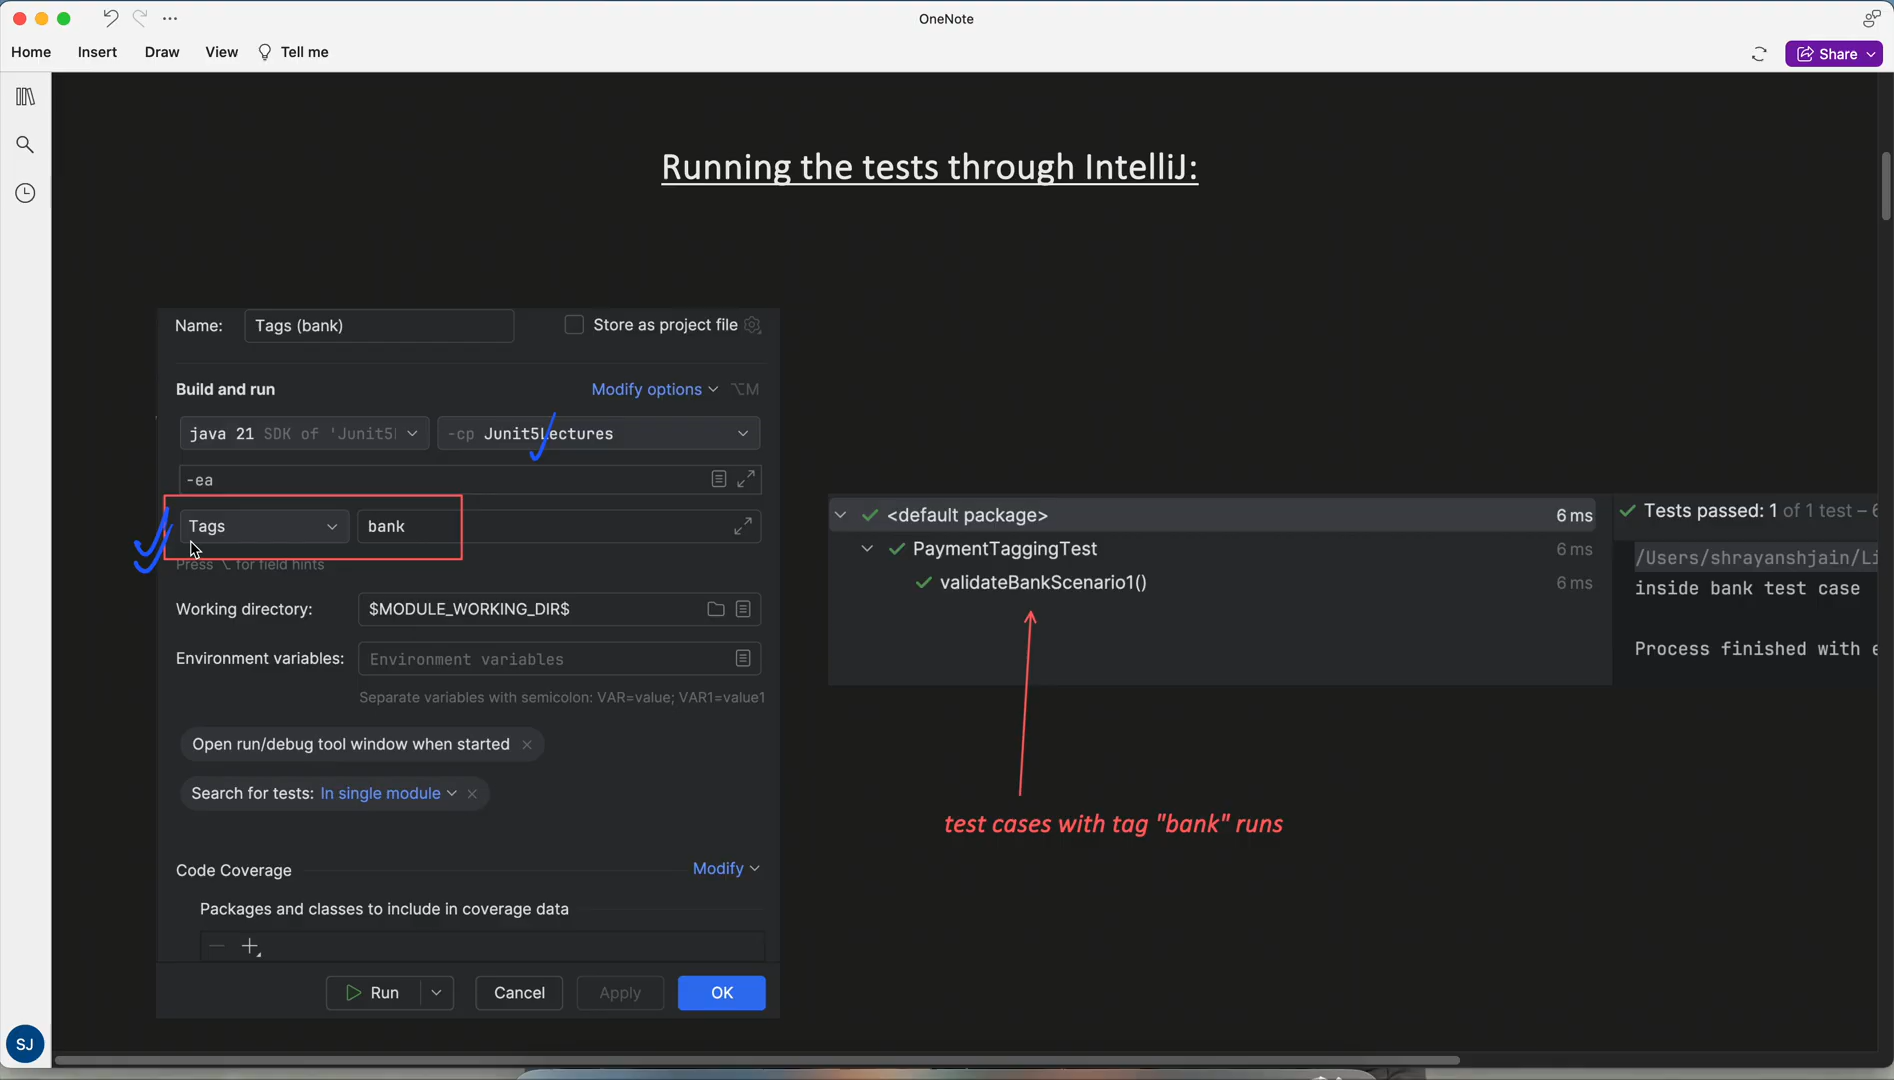 OneNote
Home Insert Draw View Tell me
Share
Running the tests through IntelliJ:
Name: Tags (bank) Store as project file
Build and run Modify options ⌥M
java 21 SDK of 'Junit5 -cp Junit5Lectures
-ea
Tags bank
Press ⌥ for field hints
Working directory: $MODULE_WORKING_DIR$
Environment variables: Environment variables
Separate variables with semicolon: VAR=value; VAR1=value1
Open run/debug tool window when started
Search for tests: In single module
Code Coverage Modify
Packages and classes to include in coverage data
Run Cancel Apply OK
<default package> 6 ms
PaymentTaggingTest 6 ms
validateBankScenario1() 6 ms
Tests passed: 1 of 1 test – 6
/Users/shrayanshjain/Li
inside bank test case
Process finished with e
test cases with tag "bank" runs
SJ